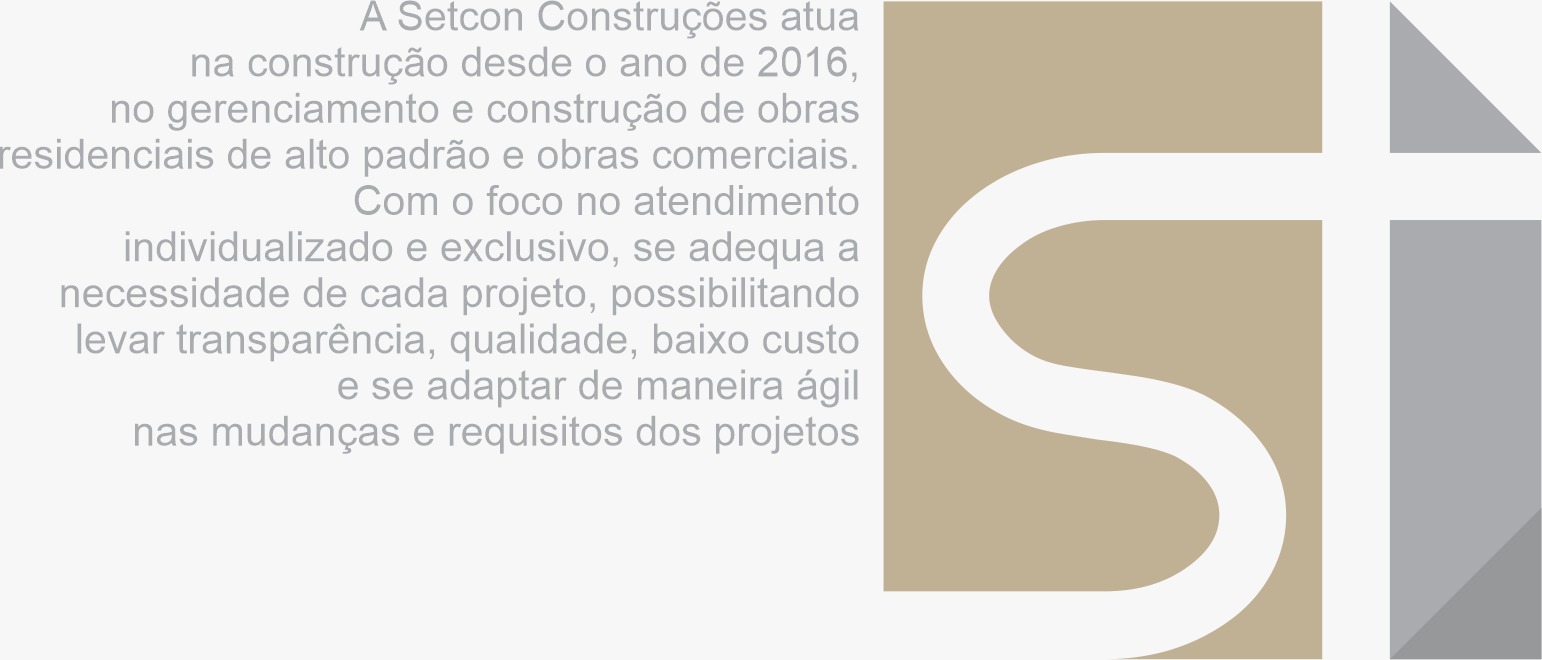 A Setcon Construções atua
na construção desde o ano de 2016,
no gerenciamento e construção de obras
residenciais de alto padrão e obras comerciais.
Com o foco no atendimento
individualizado e exclusivo, se adequa a
necessidade de cada projeto, possibilitando
levar transparência, qualidade, baixo custo
e se adaptar de maneira ágil
nas mudanças e requisitos dos projetos